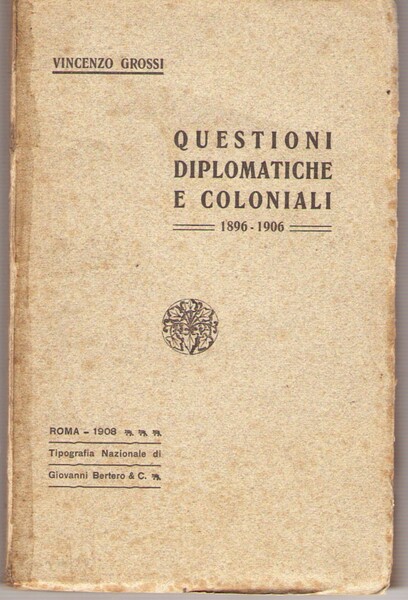 VINCENZO GROSSI
QUESTIONI
DIPLOMATICHE
E COLONIALI
1896-1906
ROMA - 1908
Tipografia Nazionale di
Giovanni Bertero & C.